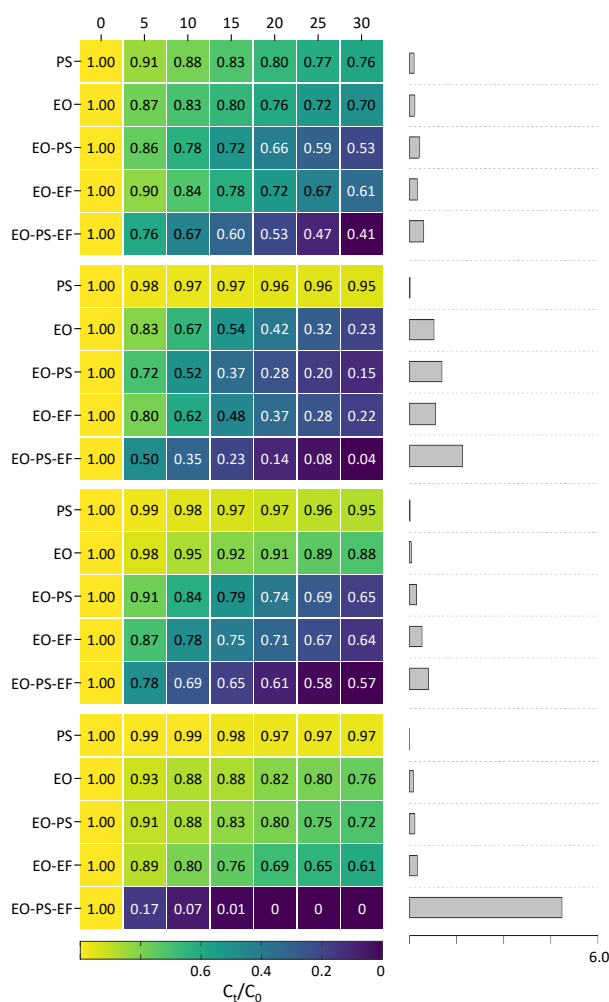 0 5 10 15 20 25 30
PS 1.00 0.91 0.88 0.83 0.80 0.77 0.76
EO 1.00 0.87 0.83 0.80 0.76 0.72 0.70
EO-PS 1.00 0.86 0.78 0.72 0.66 0.59 0.53
EO-EF 1.00 0.90 0.84 0.78 0.72 0.67 0.61
EO-PS-EF 1.00 0.76 0.67 0.60 0.53 0.47 0.41
PS 1.00 0.98 0.97 0.97 0.96 0.96 0.95
EO 1.00 0.83 0.67 0.54 0.42 0.32 0.23
EO-PS 1.00 0.72 0.52 0.37 0.28 0.20 0.15
EO-EF 1.00 0.80 0.62 0.48 0.37 0.28 0.22
EO-PS-EF 1.00 0.50 0.35 0.23 0.14 0.08 0.04
PS 1.00 0.99 0.98 0.97 0.97 0.96 0.95
EO 1.00 0.98 0.95 0.92 0.91 0.89 0.88
EO-PS 1.00 0.91 0.84 0.79 0.74 0.69 0.65
EO-EF 1.00 0.87 0.78 0.75 0.71 0.67 0.64
EO-PS-EF 1.00 0.78 0.69 0.65 0.61 0.58 0.57
PS 1.00 0.99 0.99 0.98 0.97 0.97 0.97
EO 1.00 0.93 0.88 0.88 0.82 0.80 0.76
EO-PS 1.00 0.91 0.88 0.83 0.80 0.75 0.72
EO-EF 1.00 0.89 0.80 0.76 0.69 0.65 0.61
EO-PS-EF 1.00 0.17 0.07 0.01 0 0 0
0.6 0.4 0.2 0 6.0
Cₜ/C₀